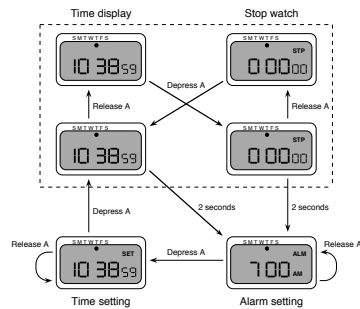 Time display
Stop watch
SMTWTFS
10 38 59
SMTWTFS
STP
0 00 00
Depress A
Release A
Release A
SMTWTFS
10 38 59
SMTWTFS
STP
0 00 00
Depress A
2 seconds
2 seconds
Release A
SMTWTFS
SET
10 38 59
Depress A
SMTWTFS
ALM
7 00 AM
Release A
Time setting
Alarm setting